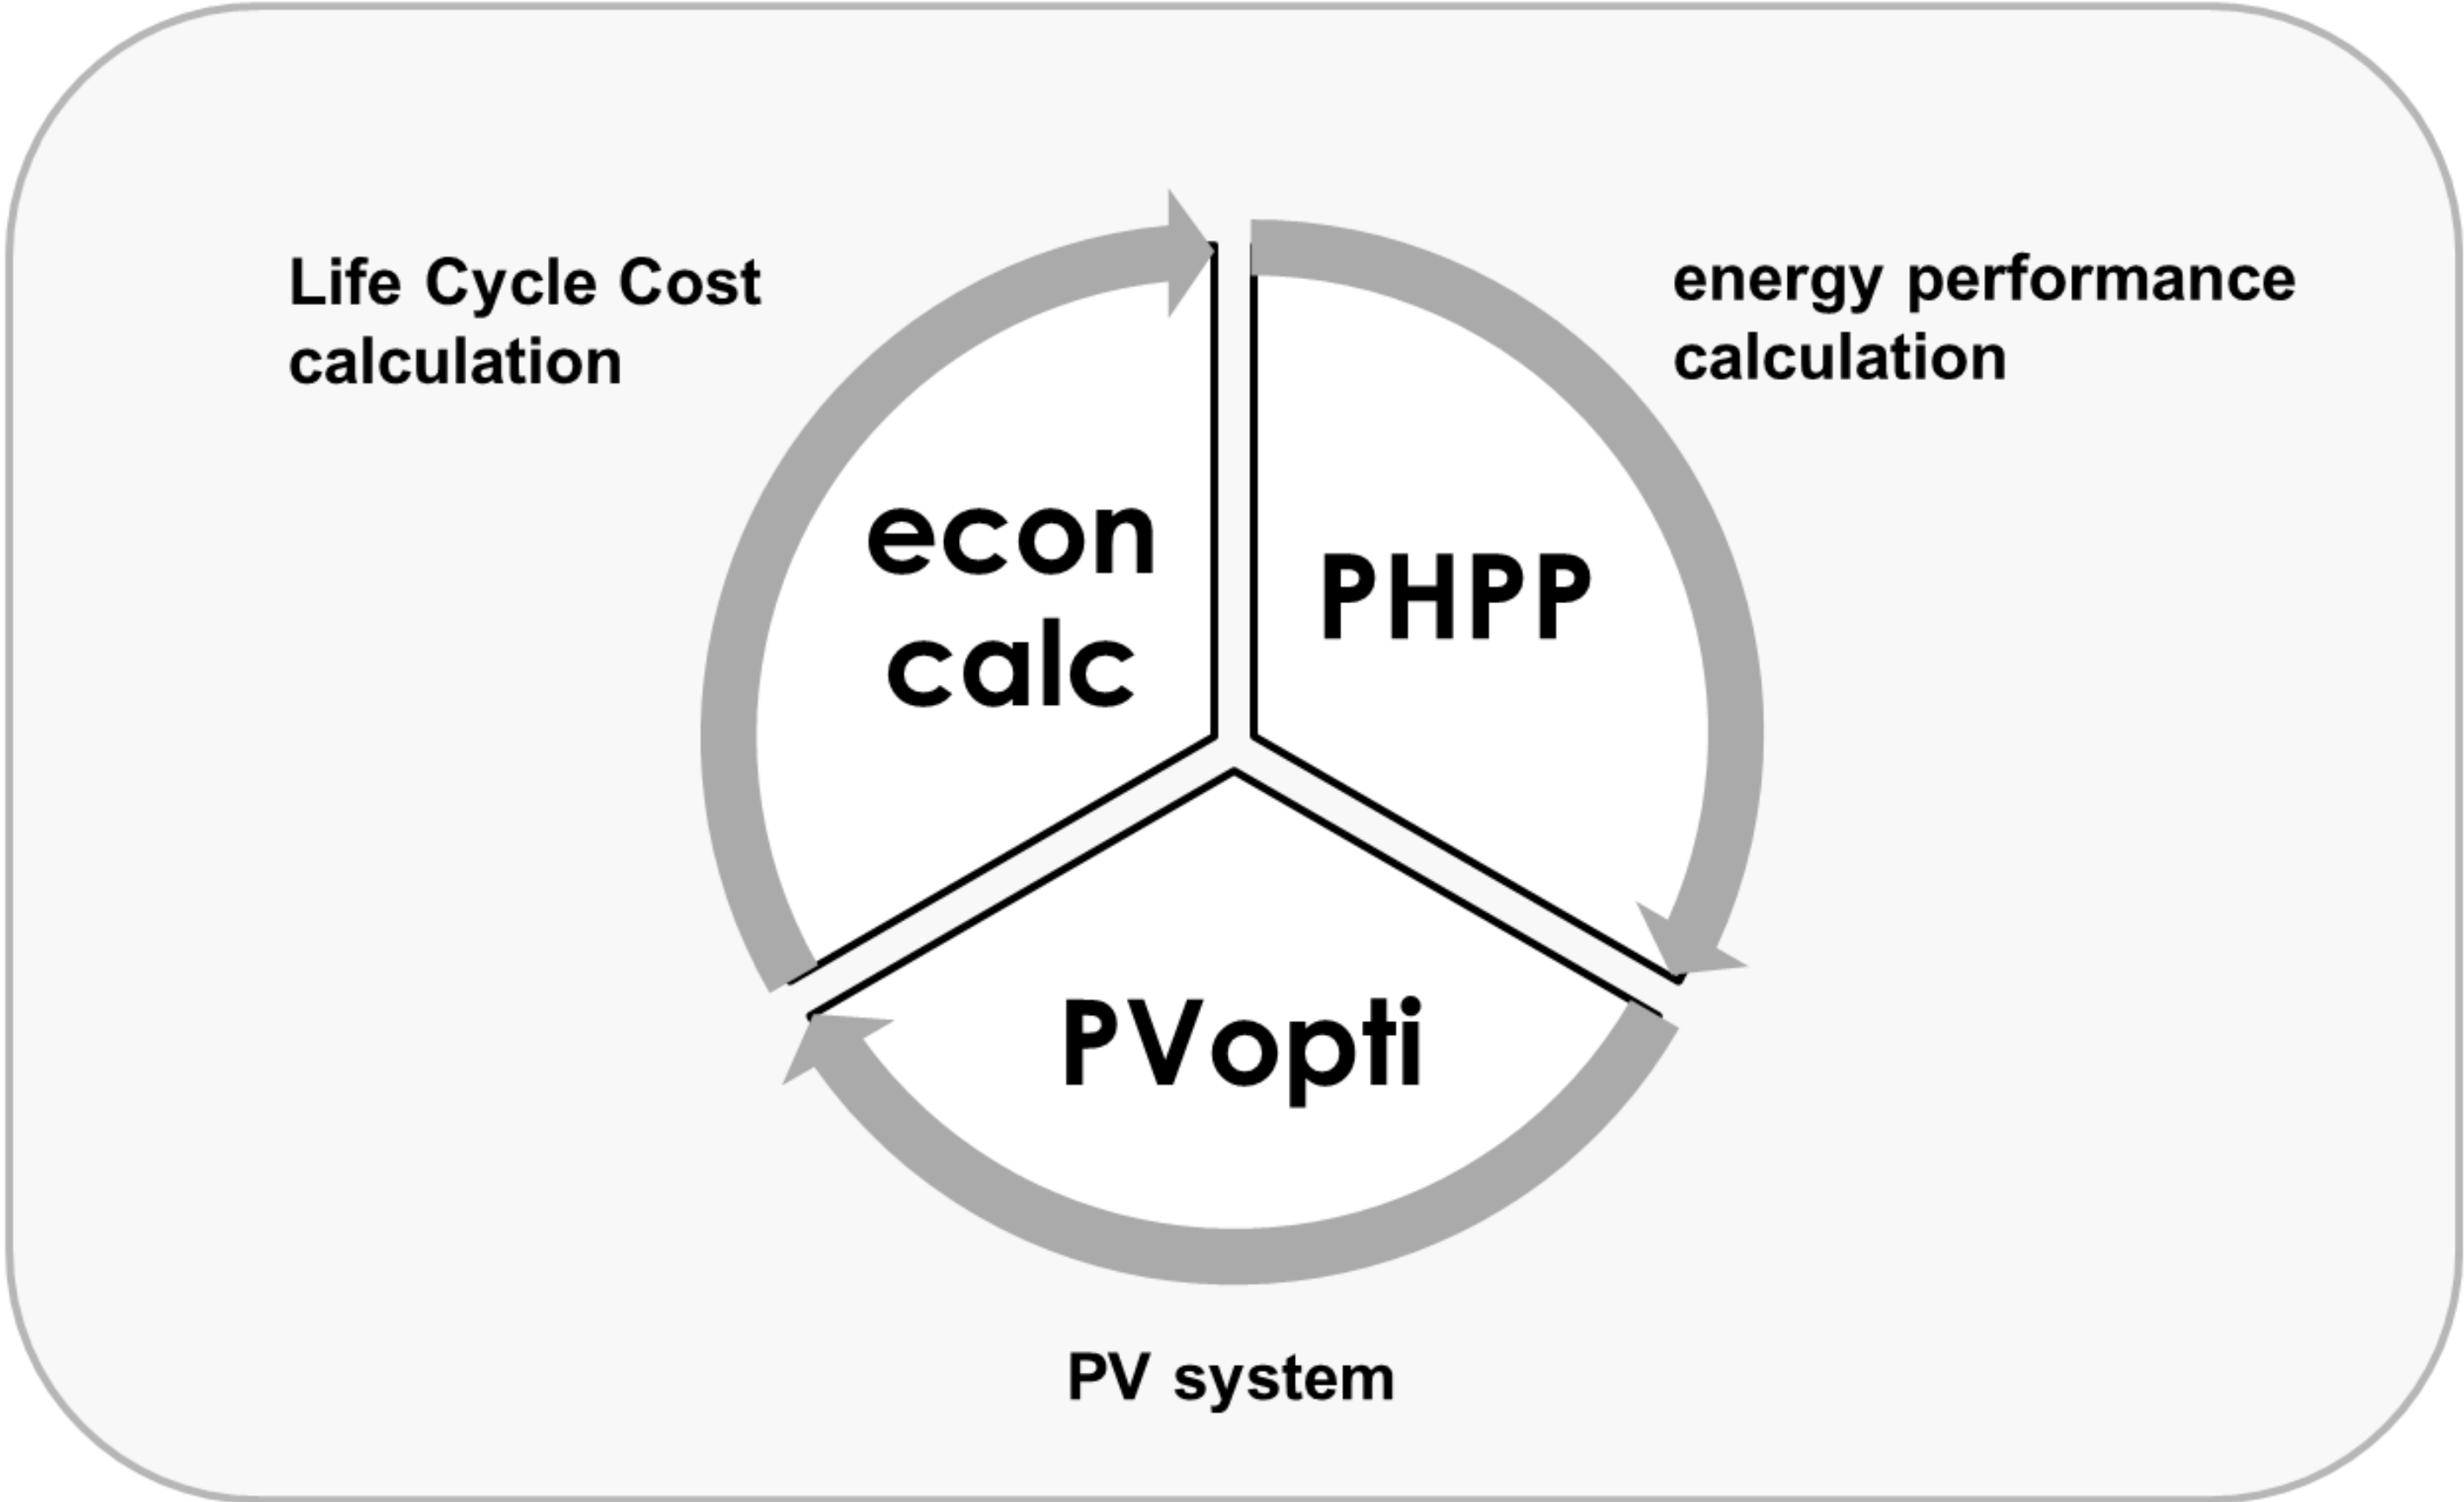 Life Cycle Cost
calculation
energy performance
calculation
econ
calc
PHPP
PVopti
PV system